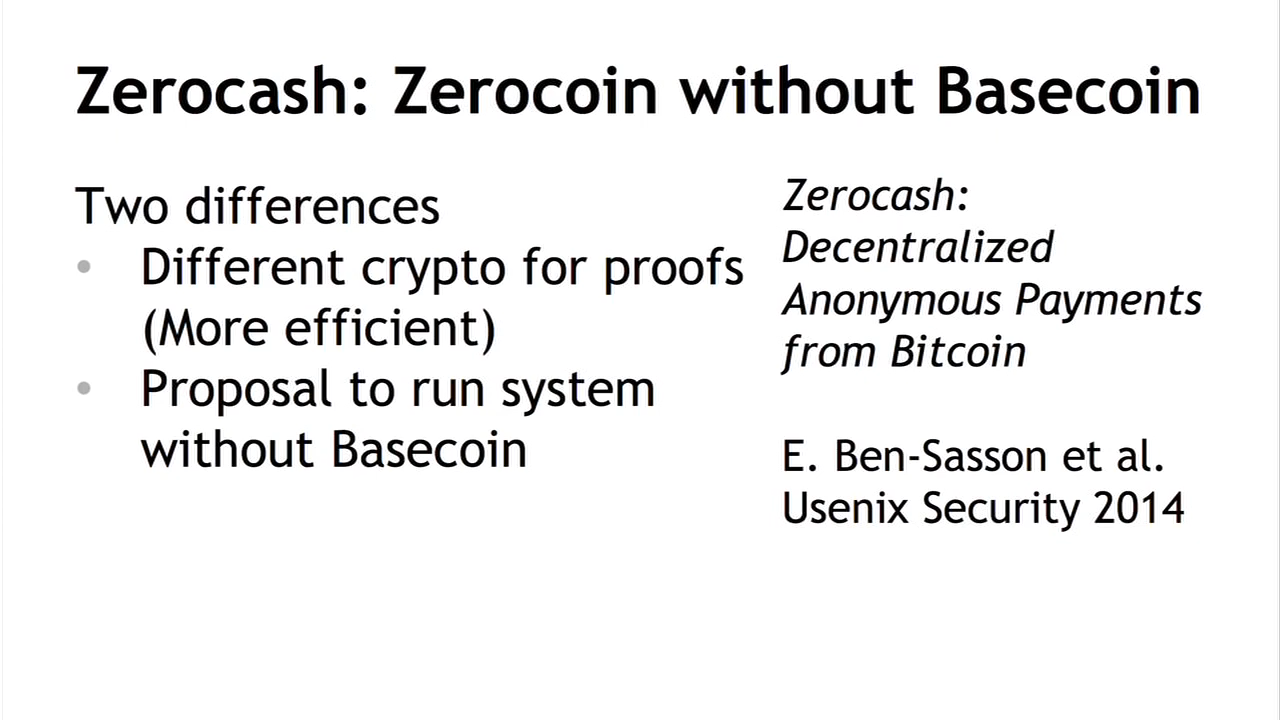 Zerocash: Zerocoin without Basecoin
Two differences
• Different crypto for proofs
(More efficient)
• Proposal to run system
without Basecoin
Zerocash:
Decentralized
Anonymous Payments
from Bitcoin
E. Ben-Sasson et al.
Usenix Security 2014